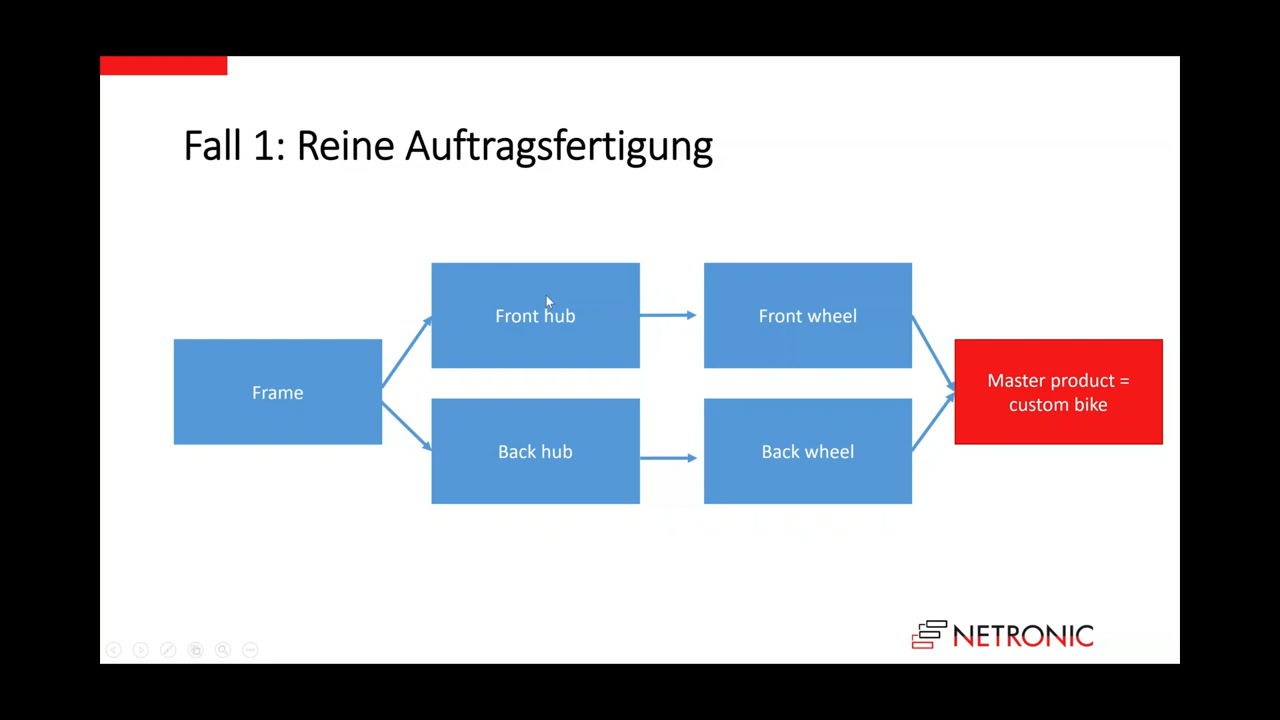 Fall 1: Reine Auftragsfertigung
Front hub
Front wheel
Frame
Master product =
custom bike
Back hub
Back wheel
NETRONIC